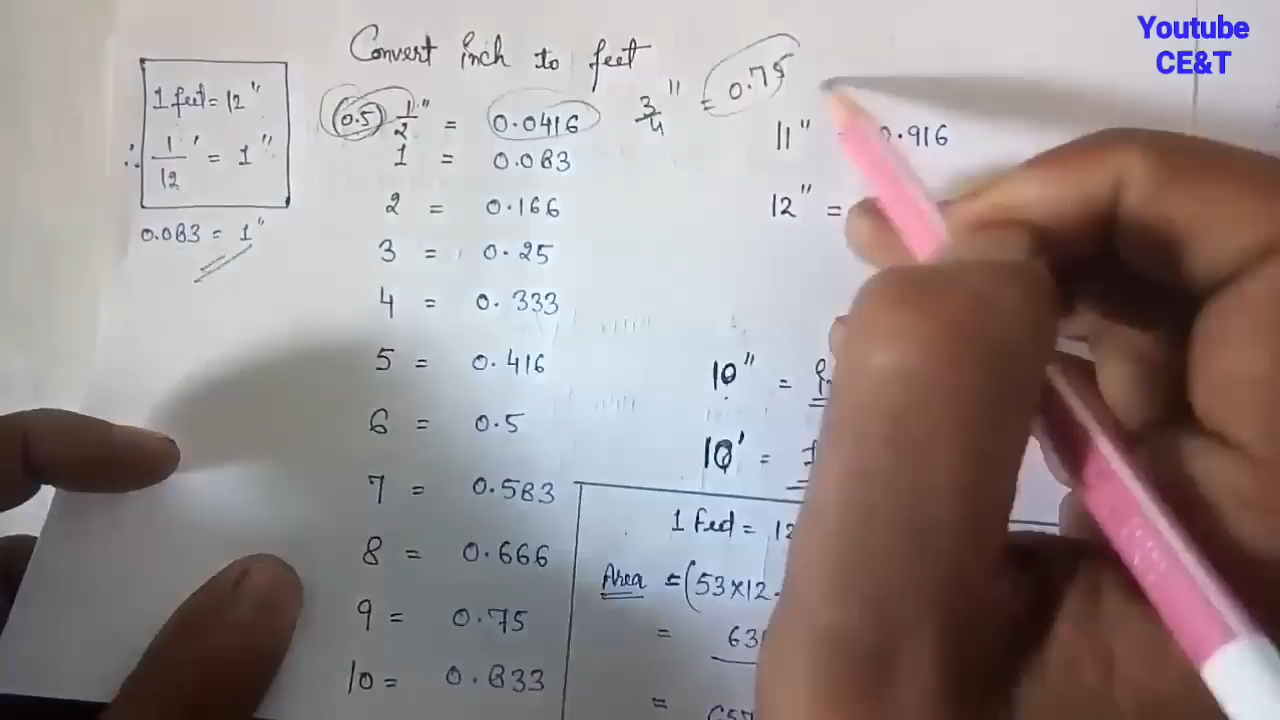 Youtube
CE&T
Convert inch to feet
1 feet = 12"
∴ 1/12' = 1"
0.083 = 1"
(0.5) 1/2" = 0.0416
1 = 0.083
2 = 0.166
3 = 0.25
4 = 0.333
5 = 0.416
6 = 0.5
7 = 0.583
8 = 0.666
9 = 0.75
10 = 0.833
3/4" = 0.75
11" 0.916
12" =
10" =
10' =
1 Feet = 12
Area = (53×12
= 63
=